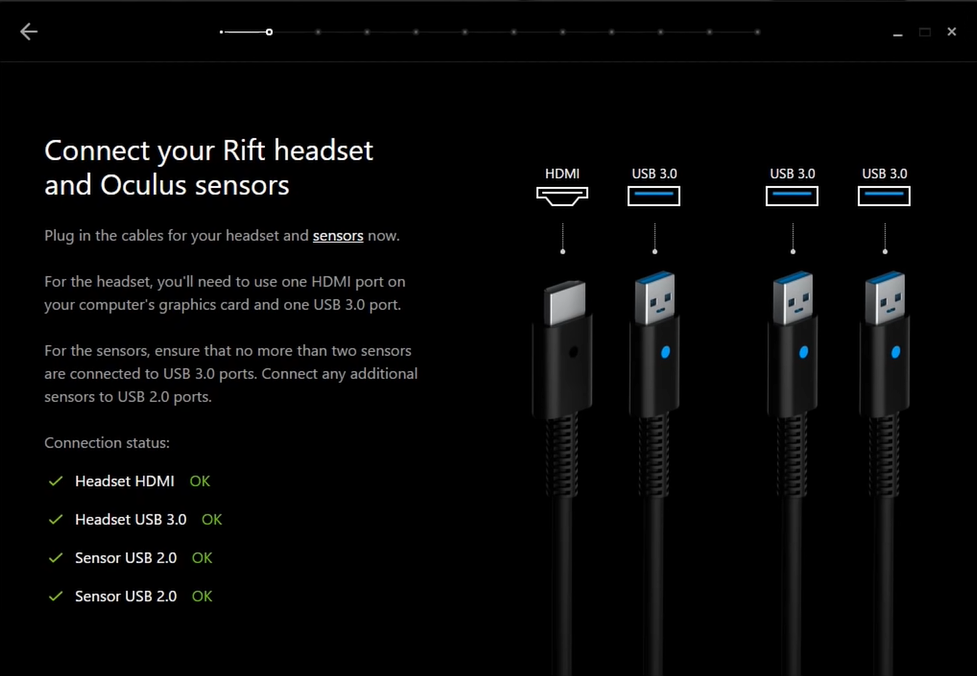 Connect your Rift headset
and Oculus sensors
Plug in the cables for your headset and sensors now.
For the headset, you'll need to use one HDMI port on
your computer's graphics card and one USB 3.0 port.
For the sensors, ensure that no more than two sensors
are connected to USB 3.0 ports. Connect any additional
sensors to USB 2.0 ports.
Connection status:
Headset HDMI OK
Headset USB 3.0 OK
Sensor USB 2.0 OK
Sensor USB 2.0 OK
HDMI
USB 3.0
USB 3.0
USB 3.0